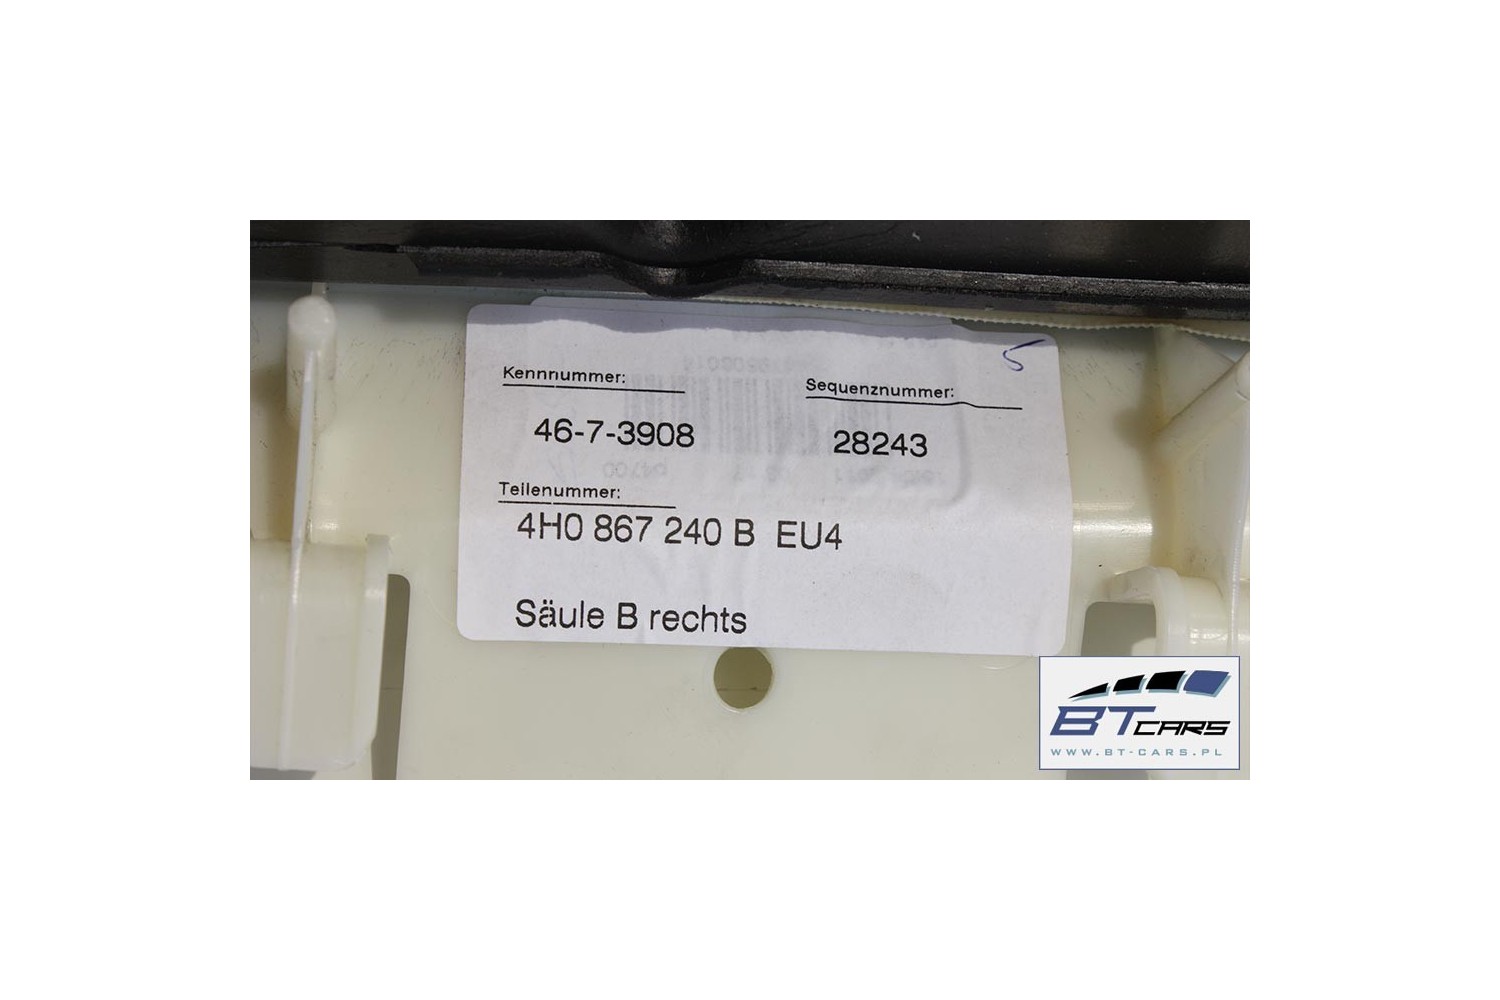 5
Kennnummer:
Sequenznummer:
46-7-3908
28243
Teilenummer:
4H0 867 240 B EU4
Säule B rechts
BT CARS
WWW.BT-CARS.PL